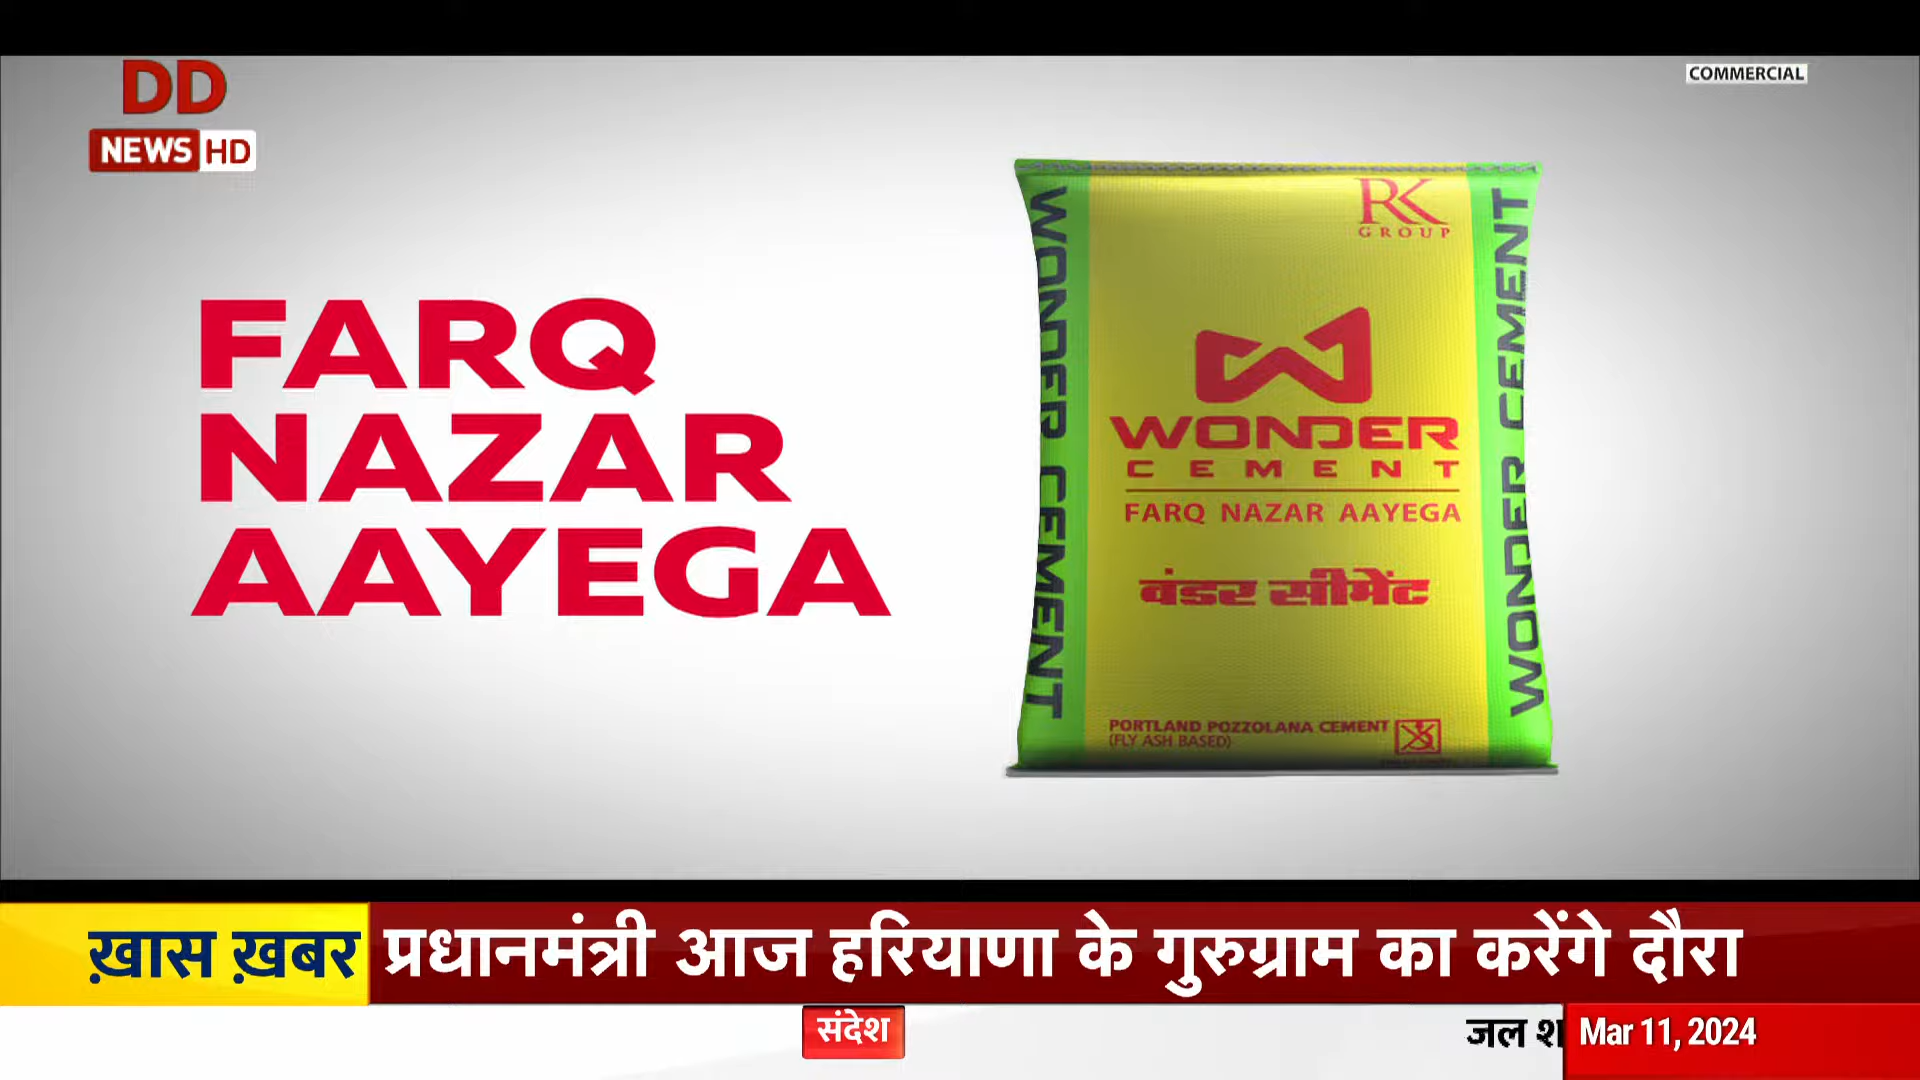 DD
NEWS HD
COMMERCIAL
FARQ
NAZAR
AAYEGA
RK
GROUP
WONDER
CEMENT
FARQ NAZAR AAYEGA
वंडर सीमेंट
PORTLAND POZZOLANA CEMENT
(FLY ASH BASED)
WONDER CEMENT
WONDER CEMENT
ख़ास ख़बर
प्रधानमंत्री आज हरियाणा के गुरुग्राम का करेंगे दौरा
संदेश
जल
Mar 11, 2024